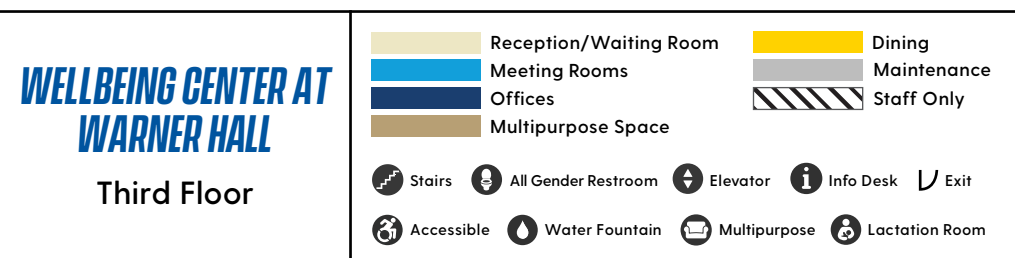 WELLBEING CENTER AT
WARNER HALL
Third Floor
Reception/Waiting Room
Meeting Rooms
Offices
Multipurpose Space
Dining
Maintenance
Staff Only
Stairs
All Gender Restroom
Elevator
Info Desk
Exit
Accessible
Water Fountain
Multipurpose
Lactation Room